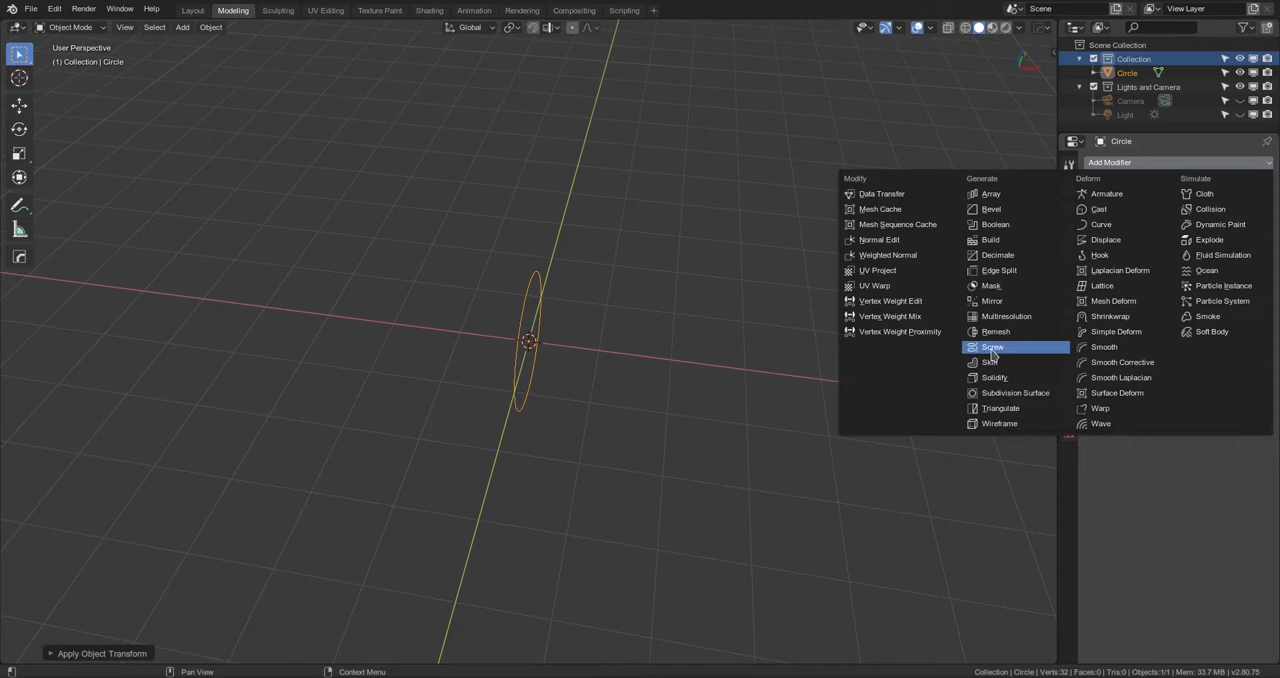 File Edit Render Window Help Layout Modeling Sculpting UV Editing Texture Paint Shading Animation Rendering Compositing Scripting + Scene View Layer
Object Mode View Select Add Object Global
User Perspective
(1) Collection | Circle
Scene Collection
Collection
Circle
Lights and Camera
Camera
Light
Circle
Add Modifier
Modify Generate Deform Simulate
Data Transfer Array Armature Cloth
Mesh Cache Bevel Cast Collision
Mesh Sequence Cache Boolean Curve Dynamic Paint
Normal Edit Build Displace Explode
Weighted Normal Decimate Hook Fluid Simulation
UV Project Edge Split Laplacian Deform Ocean
UV Warp Mask Lattice Particle Instance
Vertex Weight Edit Mirror Mesh Deform Particle System
Vertex Weight Mix Multiresolution Shrinkwrap Smoke
Vertex Weight Proximity Remesh Simple Deform Soft Body
Screw Smooth
Skin Smooth Corrective
Solidify Smooth Laplacian
Subdivision Surface Surface Deform
Triangulate Warp
Wireframe Wave
Apply Object Transform
Pan View Context Menu Collection | Circle | Verts:32 | Faces:0 | Tris:0 | Objects:1/1 | Mem: 33.7 MB | v2.80.75